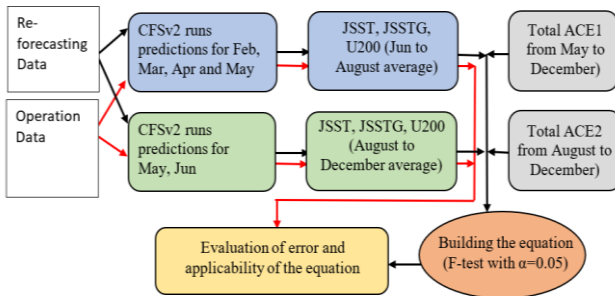 Re-
forecasting
Data
CFSv2 runs
predictions for Feb,
Mar, Apr and May
JSST, JSSTG,
U200 (Jun to
August average)
Total ACE1
from May to
December)
Operation
Data
CFSv2 runs
predictions for
May, Jun
JSST, JSSTG, U200
(August to
December average)
Total ACE2
from August to
December)
Evaluation of error and
applicability of the equation
Building the equation
(F-test with α=0.05)